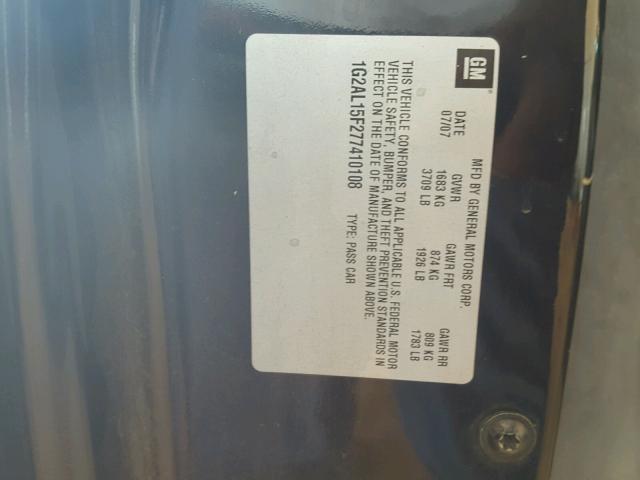 GM
MFD BY GENERAL MOTORS CORP.
DATE GVWR GAWR FRT GAWR RR
07/07 1683 KG 874 KG 809 KG
3709 LB 1926 LB 1783 LB
THIS VEHICLE CONFORMS TO ALL APPLICABLE U.S. FEDERAL MOTOR
VEHICLE SAFETY, BUMPER, AND THEFT PREVENTION STANDARDS IN
EFFECT ON THE DATE OF MANUFACTURE SHOWN ABOVE.
1G2AL15F277410108 TYPE: PASS CAR